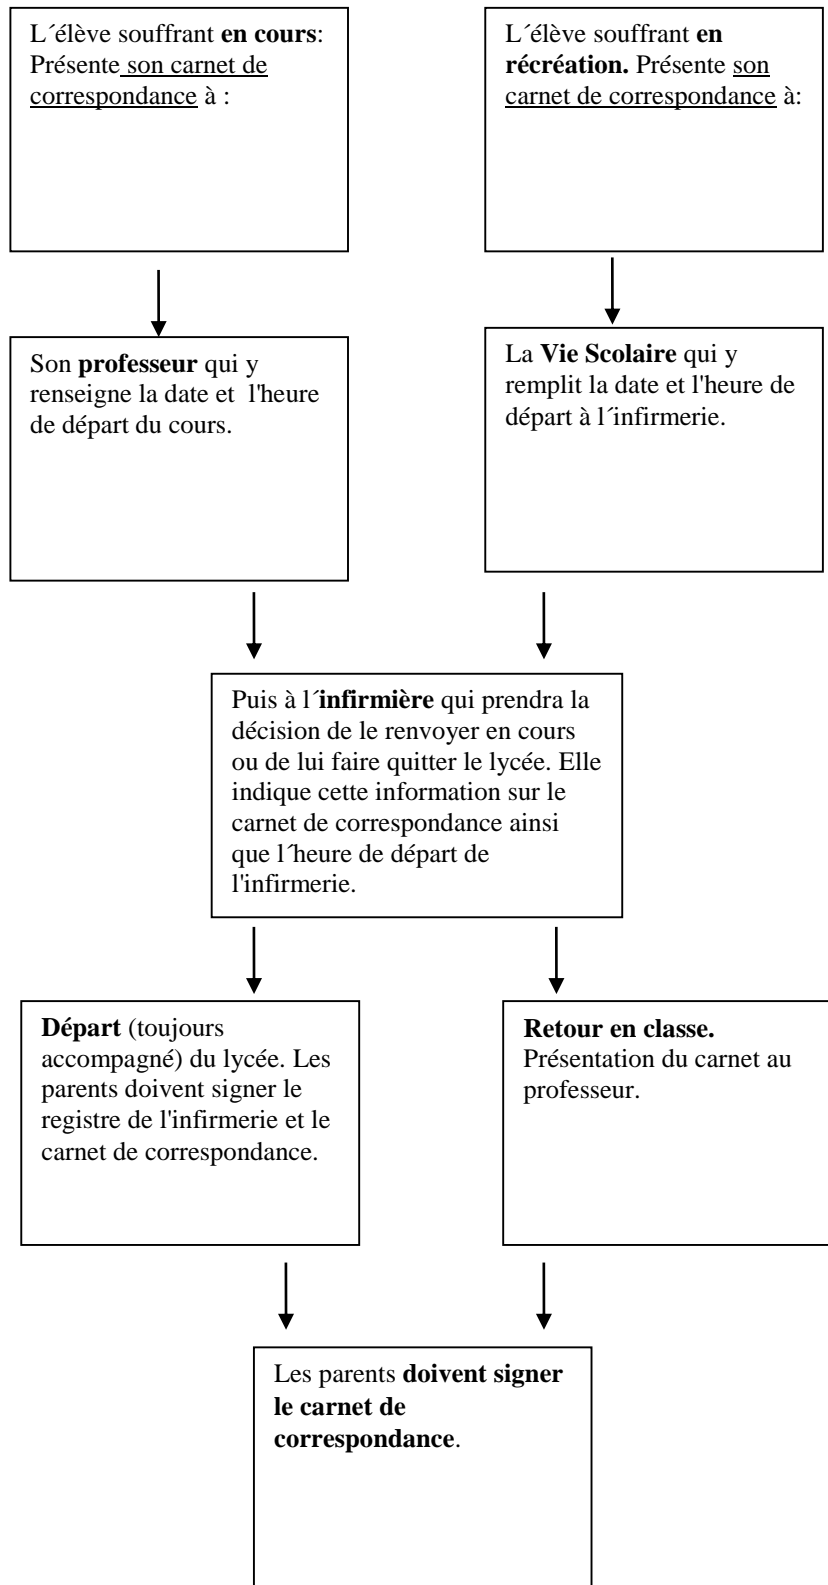 L´élève souffrant en cours:
Présente son carnet de
correspondance à :
L´élève souffrant en
récréation. Présente son
carnet de correspondance à:
Son professeur qui y
renseigne la date et  l'heure
de départ du cours.
La Vie Scolaire qui y
remplit la date et l'heure de
départ à l´infirmerie.
Puis à l´infirmière qui prendra la
décision de le renvoyer en cours
ou de lui faire quitter le lycée. Elle
indique cette information sur le
carnet de correspondance ainsi
que l´heure de départ de
l'infirmerie.
Départ (toujours
accompagné) du lycée. Les
parents doivent signer le
registre de l'infirmerie et le
carnet de correspondance.
Retour en classe.
Présentation du carnet au
professeur.
Les parents doivent signer
le carnet de
correspondance.